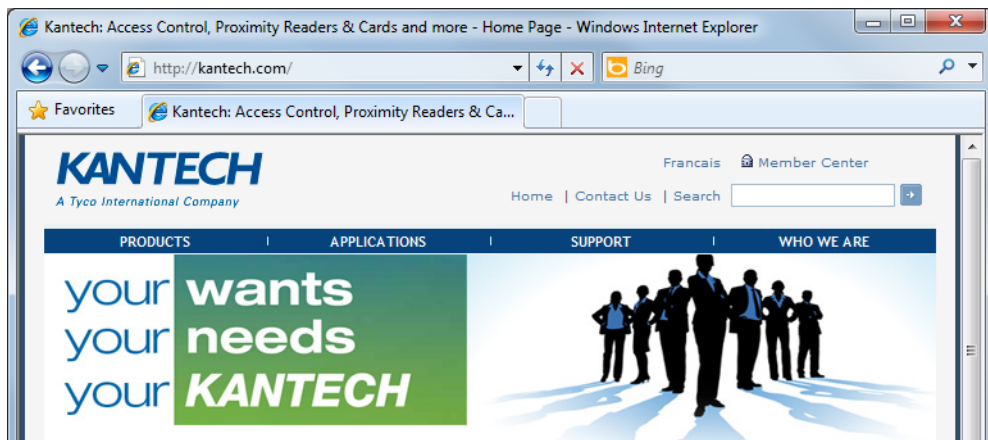 Kantech: Access Control, Proximity Readers & Cards and more - Home Page - Windows Internet Explorer
http://kantech.com/
Bing
Favorites
Kantech: Access Control, Proximity Readers & Ca...
KANTECH
A Tyco International Company
Francais Member Center
Home | Contact Us | Search
PRODUCTS | APPLICATIONS | SUPPORT | WHO WE ARE
your wants
your needs
your KANTECH